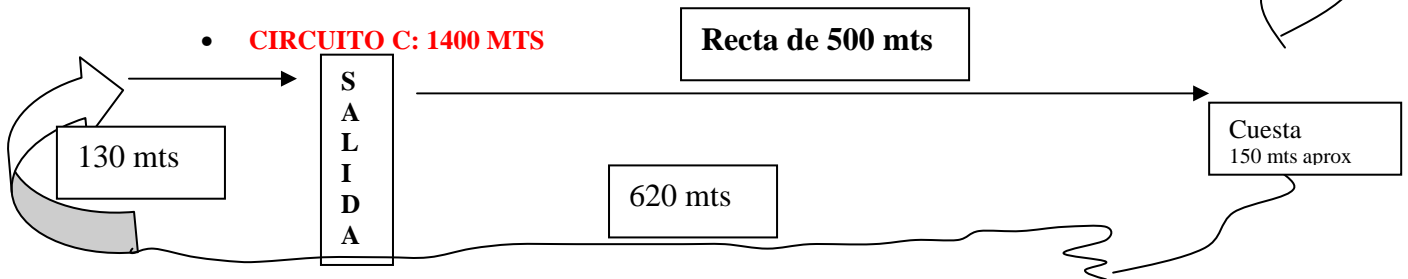 • CIRCUITO C: 1400 MTS
Recta de 500 mts
S
A
L
I
D
A
130 mts
620 mts
Cuesta
150 mts aprox